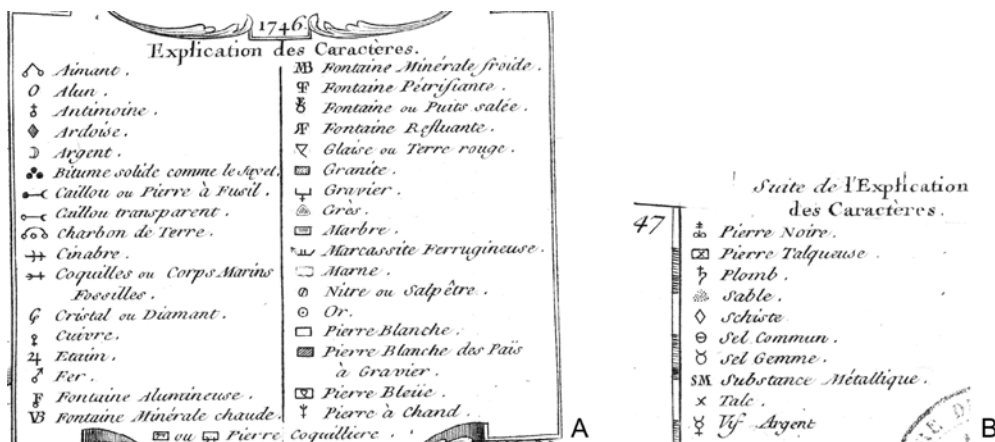 1746.
Explication des Caractères.
Aimant.
Alun.
Antimoine.
Ardoise.
Argent.
Bitume solide comme le Jayet.
Caillou ou Pierre à Fusil.
Caillou transparent.
Charbon de Terre.
Cinabre.
Coquilles ou Corps Marins
Fossilles.
Cristal ou Diamant.
Cuivre.
Etaim.
Fer.
Fontaine Alumineuse.
Fontaine Minérale chaude.
MB Fontaine Minérale froide.
Fontaine Pétrifiante.
Fontaine ou Puits salée.
Fontaine Refluante.
Glaise ou Terre rouge.
Granite.
Gravier.
Grès.
Marbre.
Marcassite Ferrugineuse.
Marne.
Nitre ou Salpêtre.
Or.
Pierre Blanche.
Pierre Blanche des Païs
à Gravier.
Pierre Bleüe.
Pierre à Chaud.
ou Pierre Coquilliere.
A
Suite de l'Explication
des Caractères.
47
Pierre Noire.
Pierre Talqueuse.
Plomb.
Sable.
Schiste
Sel Commun.
Sel Gemme.
SM Substance Métallique.
Talc.
Vif Argent
B